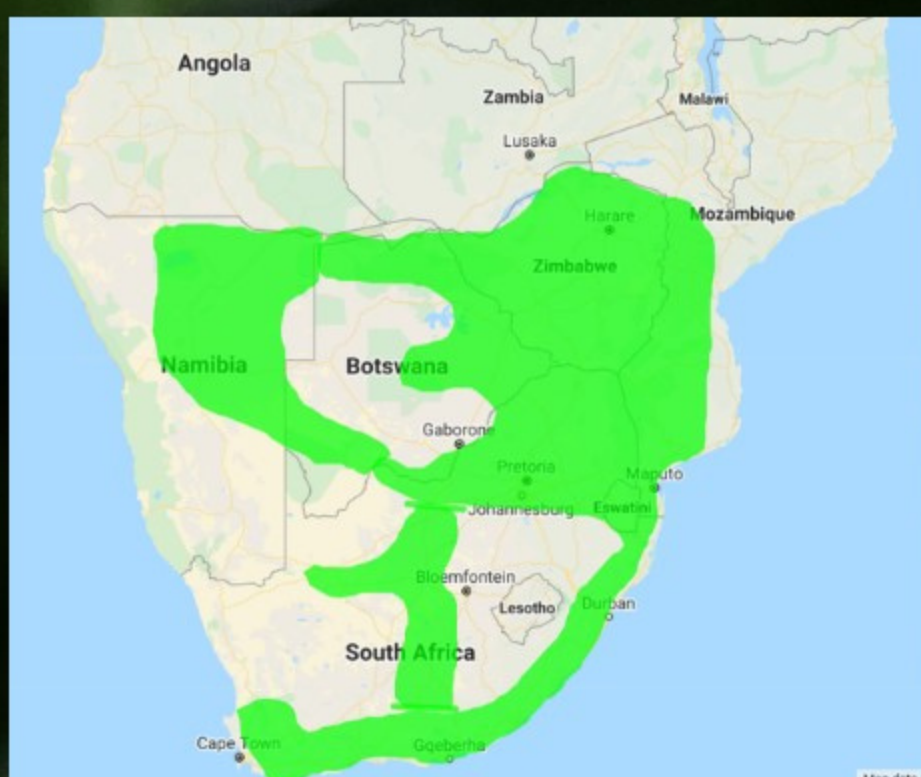 Angola
Zambia
Malawi
Lusaka
Mozambique
Harare
Zimbabwe
Namibia
Botswana
Gaborone
Pretoria
Maputo
Johannesburg
Eswatini
Bloemfontein
Lesotho
Durban
South Africa
Cape Town
Gqeberha